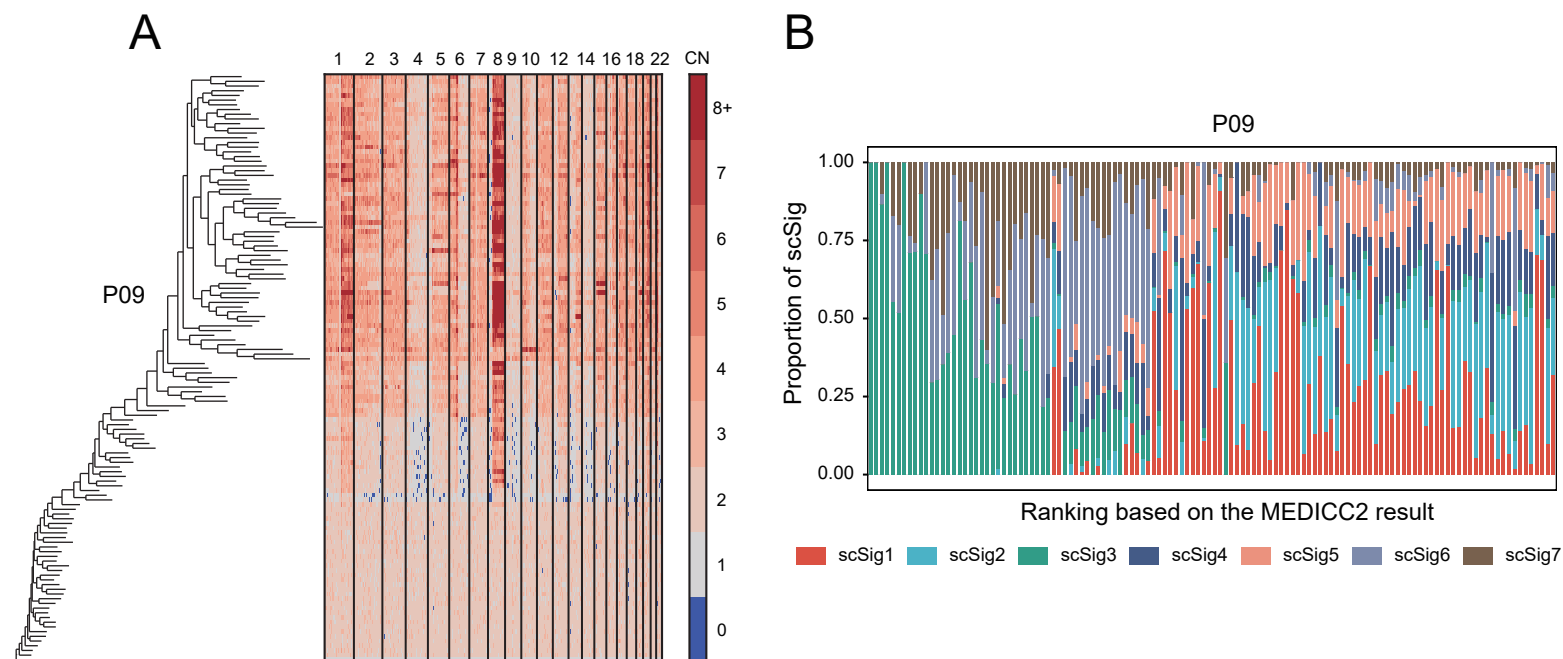 A
B
1 2 3 4 5 6 7 8 9 10 12 14 16 18 22 CN
8+
7
6
5
4
3
2
1
0
P09
P09
1.00
0.75
0.50
0.25
0.00
Proportion of scSig
Ranking based on the MEDICC2 result
scSig1 scSig2 scSig3 scSig4 scSig5 scSig6 scSig7